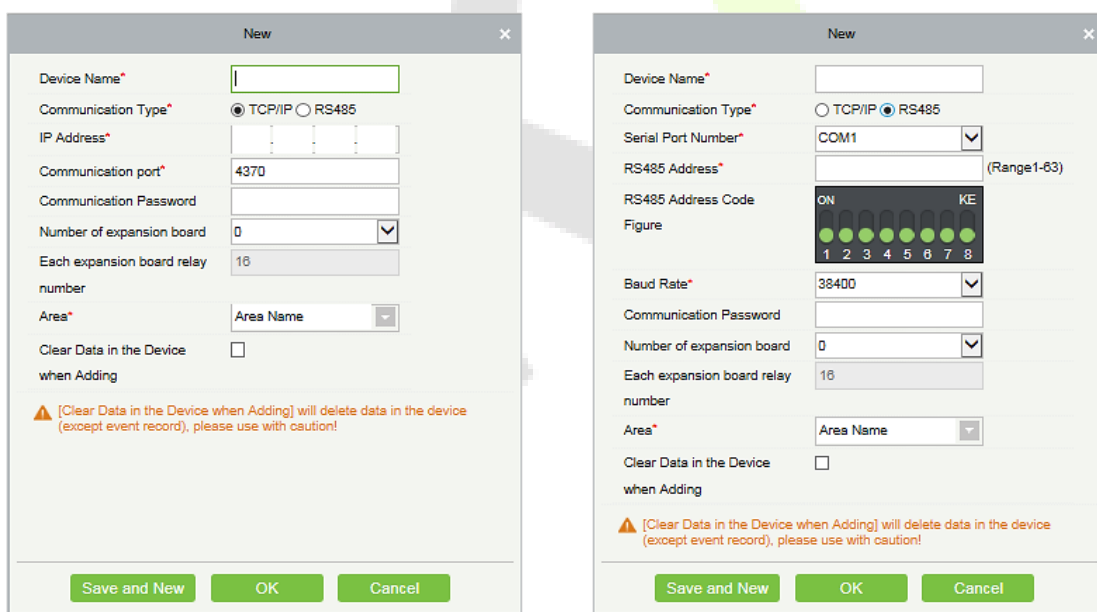 New
Device Name*
Communication Type* TCP/IP RS485
IP Address* . . .
Communication port* 4370
Communication Password
Number of expansion board 0
Each expansion board relay 16
number
Area* Area Name
Clear Data in the Device
when Adding
[Clear Data in the Device when Adding] will delete data in the device
(except event record), please use with caution!
Save and New OK Cancel
New
Device Name*
Communication Type* TCP/IP RS485
Serial Port Number* COM1
RS485 Address* (Range1-63)
RS485 Address Code
Figure
ON KE
1 2 3 4 5 6 7 8
Baud Rate* 38400
Communication Password
Number of expansion board 0
Each expansion board relay 16
number
Area* Area Name
Clear Data in the Device
when Adding
[Clear Data in the Device when Adding] will delete data in the device
(except event record), please use with caution!
Save and New OK Cancel